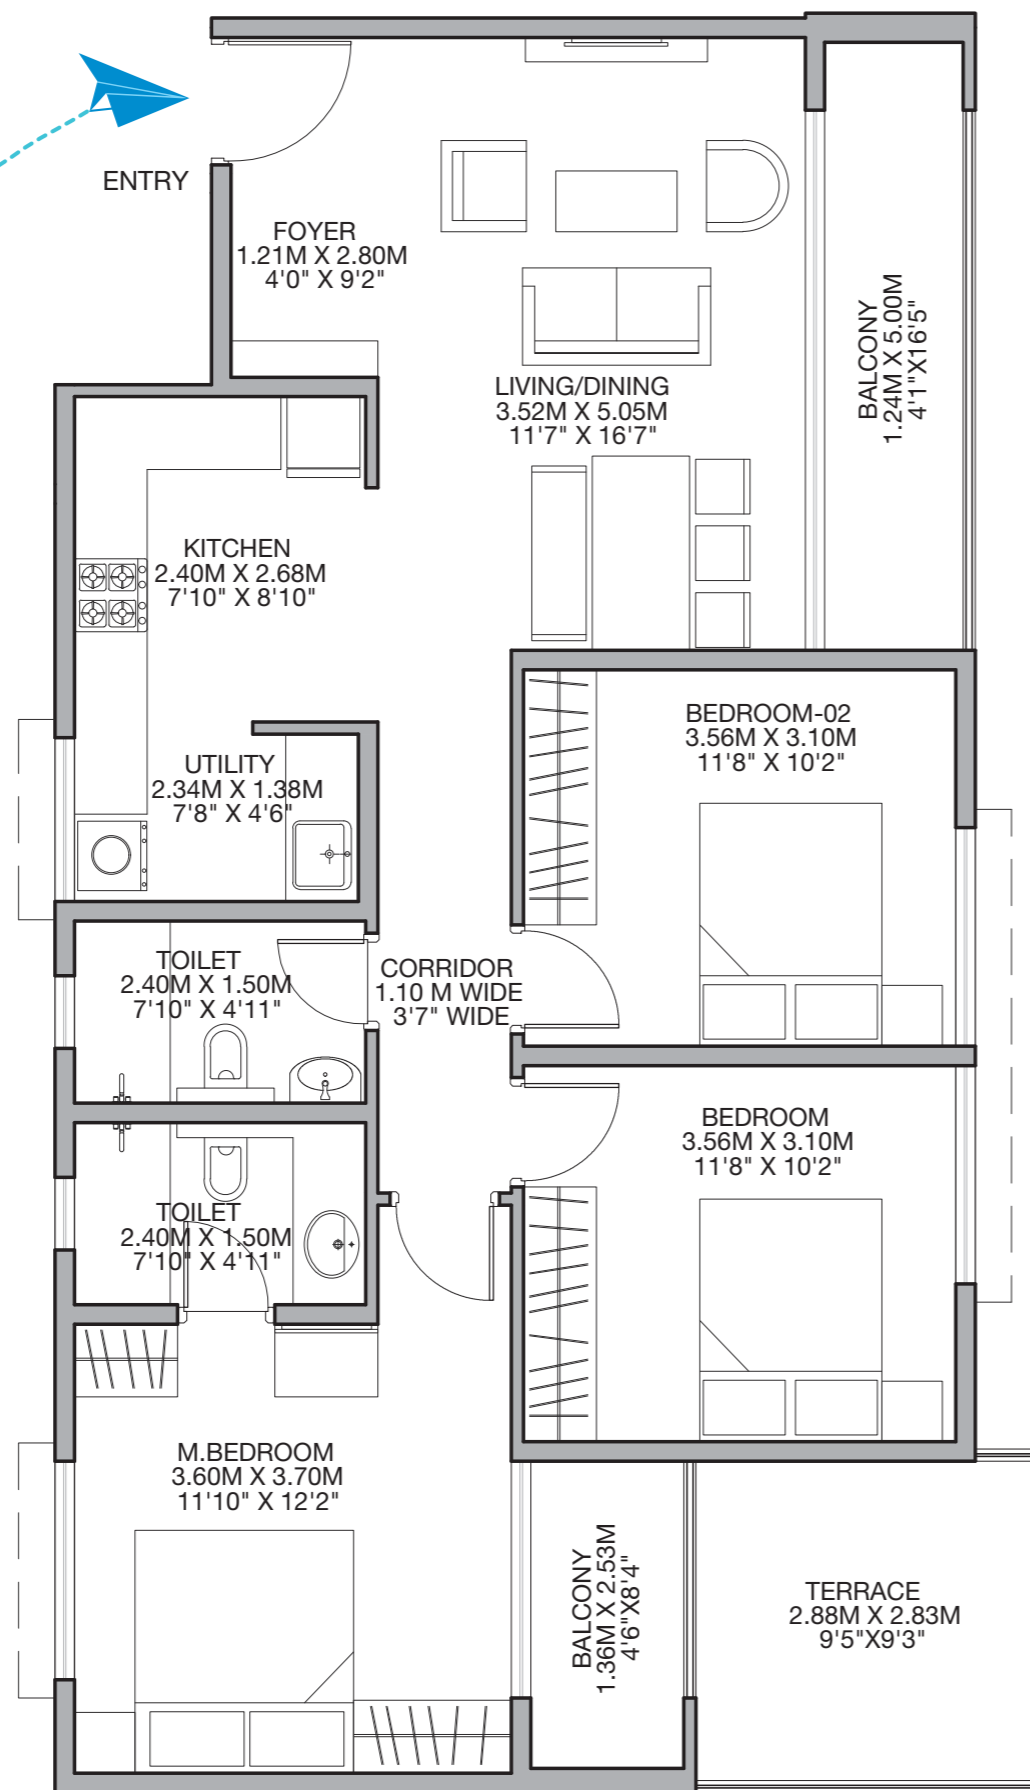 ENTRY
FOYER
1.21M X 2.80M
4'0" X 9'2"
LIVING/DINING
3.52M X 5.05M
11'7" X 16'7"
BALCONY
1.24M X 5.00M
4'1"X16'5"
KITCHEN
2.40M X 2.68M
7'10" X 8'10"
UTILITY
2.34M X 1.38M
7'8" X 4'6"
BEDROOM-02
3.56M X 3.10M
11'8" X 10'2"
TOILET
2.40M X 1.50M
7'10" X 4'11"
CORRIDOR
1.10 M WIDE
3'7" WIDE
BEDROOM
3.56M X 3.10M
11'8" X 10'2"
TOILET
2.40M X 1.50M
7'10" X 4'11"
M.BEDROOM
3.60M X 3.70M
11'10" X 12'2"
BALCONY
1.36M X 2.53M
4'6"X8'4"
TERRACE
2.88M X 2.83M
9'5"X9'3"